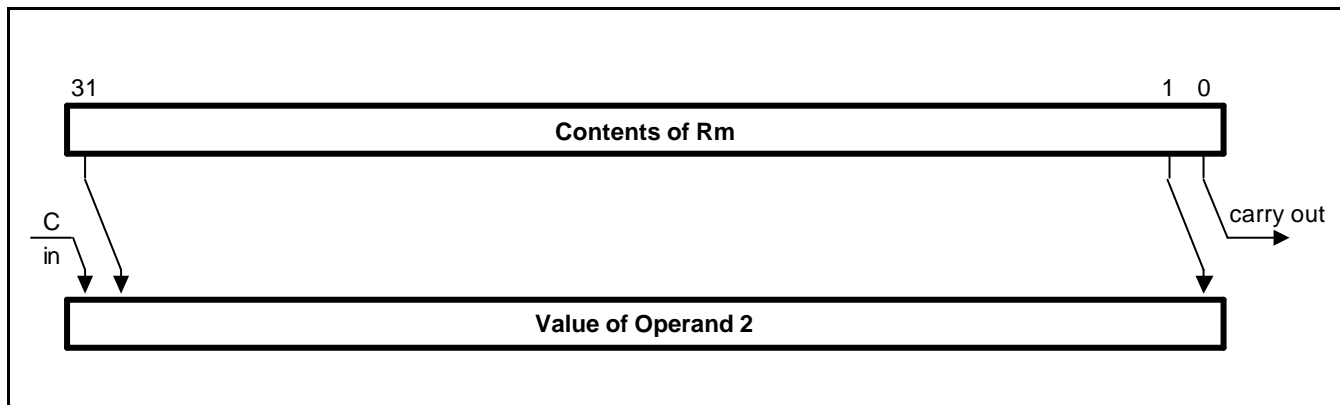 31
1 0
Contents of Rm
C
in
carry out
Value of Operand 2